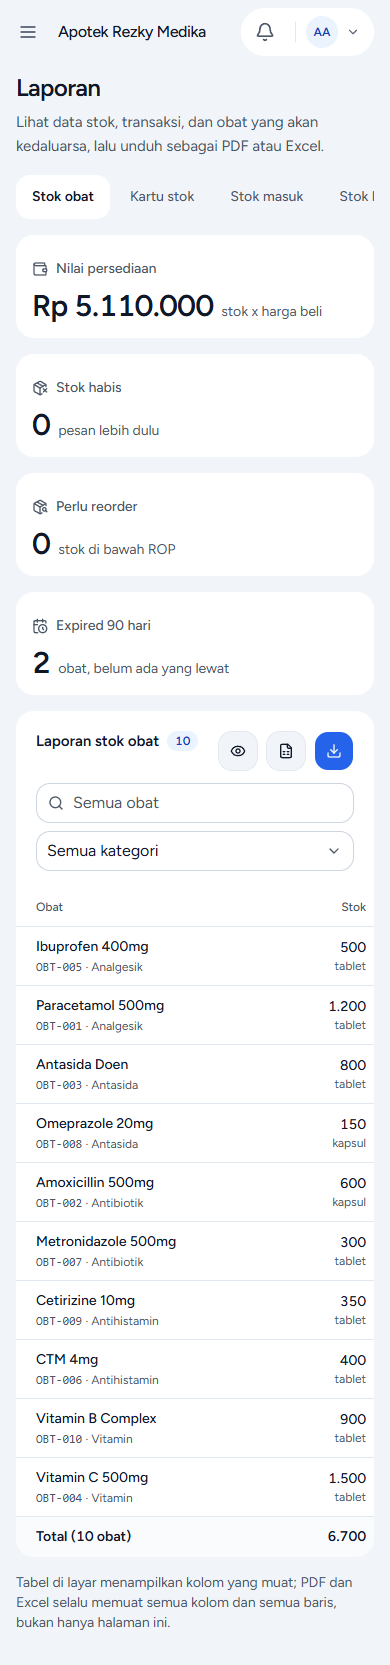 Apotek Rezky Medika
AA
Laporan
Lihat data stok, transaksi, dan obat yang akan
kedaluarsa, lalu unduh sebagai PDF atau Excel.
Stok obat Kartu stok Stok masuk Stok
Nilai persediaan
Rp 5.110.000 stok x harga beli
Stok habis
0 pesan lebih dulu
Perlu reorder
0 stok di bawah ROP
Expired 90 hari
2 obat, belum ada yang lewat
Laporan stok obat 10
Semua obat
Semua kategori
Obat Stok
Ibuprofen 400mg 500
OBT-005 · Analgesik tablet
Paracetamol 500mg 1.200
OBT-001 · Analgesik tablet
Antasida Doen 800
OBT-003 · Antasida tablet
Omeprazole 20mg 150
OBT-008 · Antasida kapsul
Amoxicillin 500mg 600
OBT-002 · Antibiotik kapsul
Metronidazole 500mg 300
OBT-007 · Antibiotik tablet
Cetirizine 10mg 350
OBT-009 · Antihistamin tablet
CTM 4mg 400
OBT-006 · Antihistamin tablet
Vitamin B Complex 900
OBT-010 · Vitamin tablet
Vitamin C 500mg 1.500
OBT-004 · Vitamin tablet
Total (10 obat) 6.700
Tabel di layar menampilkan kolom yang muat; PDF dan
Excel selalu memuat semua kolom dan semua baris,
bukan hanya halaman ini.